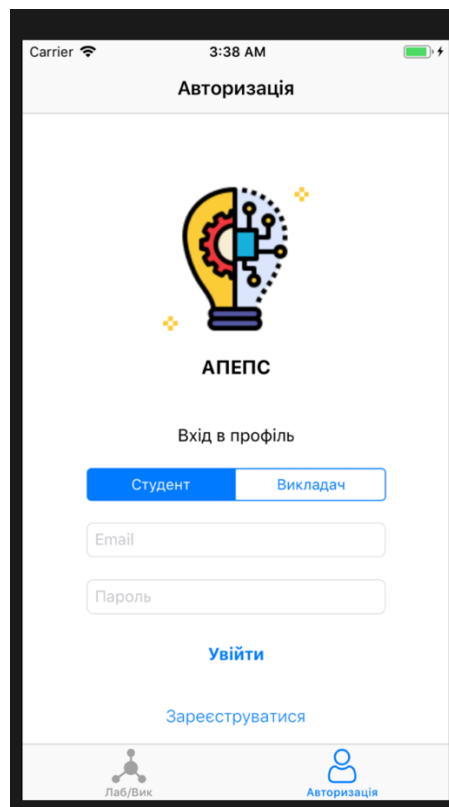 Carrier 3:38 AM
Авторизація
АПЕПС
Вхід в профіль
Студент Викладач
Email
Пароль
Увійти
Зареєструватися
Лаб/Вик Авторизація